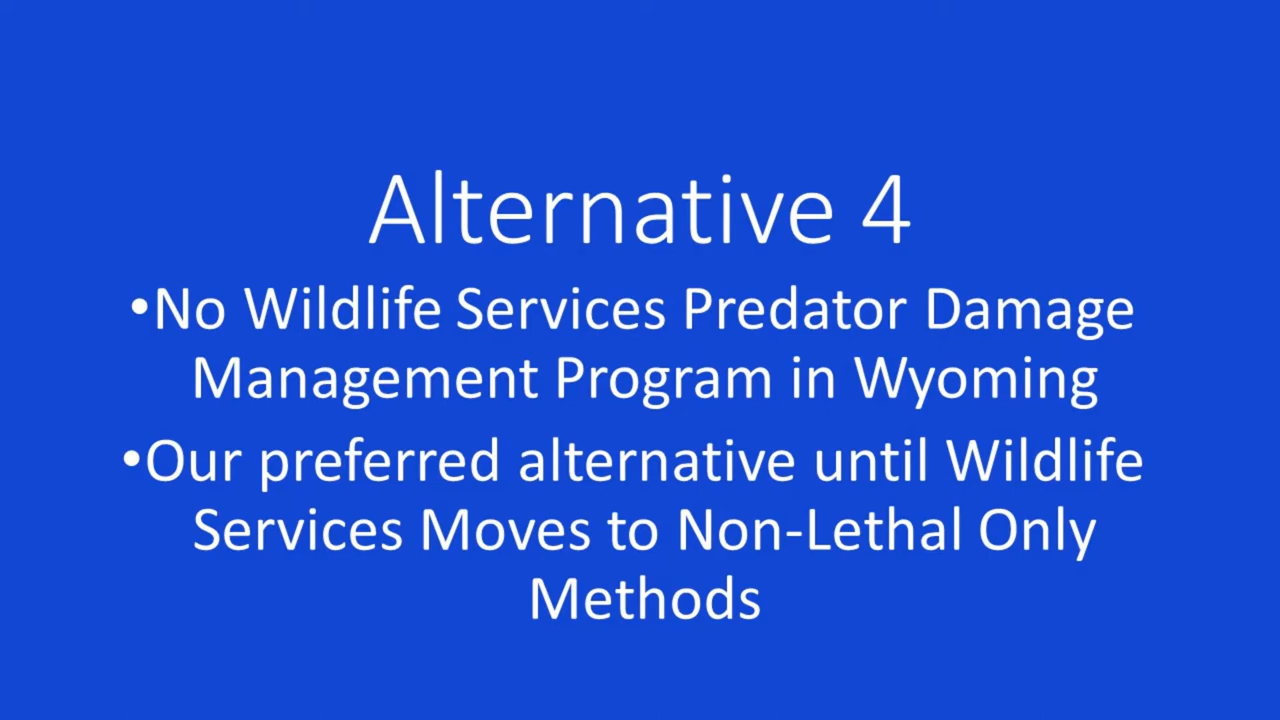 Alternative 4
•No Wildlife Services Predator Damage
Management Program in Wyoming
•Our preferred alternative until Wildlife
Services Moves to Non-Lethal Only
Methods